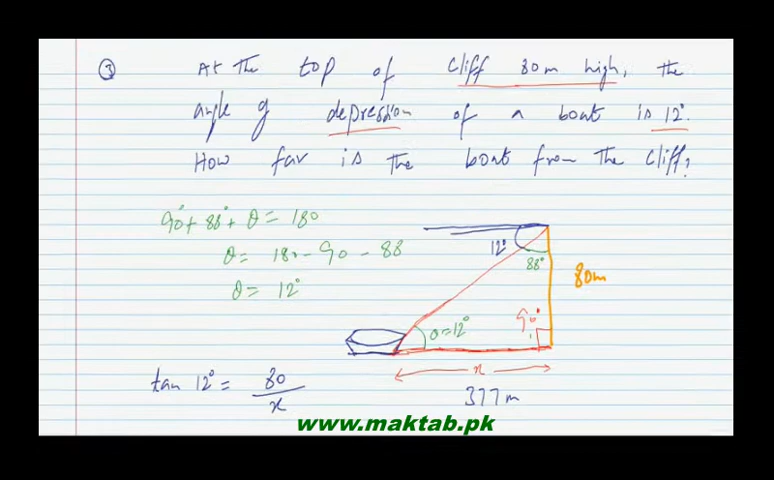 ③ At the top of cliff 80m high, the
angle of depression of a boat is 12°.
How far is the boat from the cliff?
90° + 88° + θ = 180
θ = 180 - 90 - 88
θ = 12°
12°
88°
80m
90°
θ=12°
x
377m
tan 12° = 80
x
www.maktab.pk